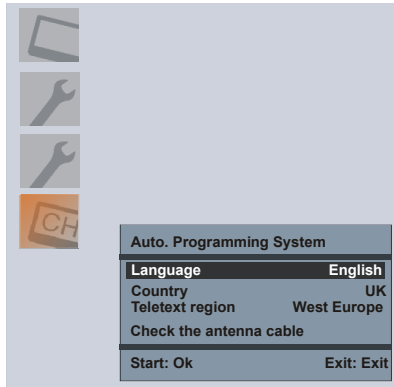 CH
Auto. Programming System
Language English
Country UK
Teletext region West Europe
Check the antenna cable
Start: Ok Exit: Exit